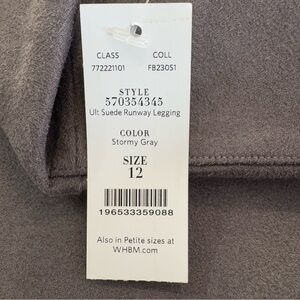 CLASS COLL
772221101 FB23051
STYLE
570354345
Ult Suede Runway Legging
COLOR
Stormy Gray
SIZE
12
196533359088
Also in Petite sizes at
WHBM.com